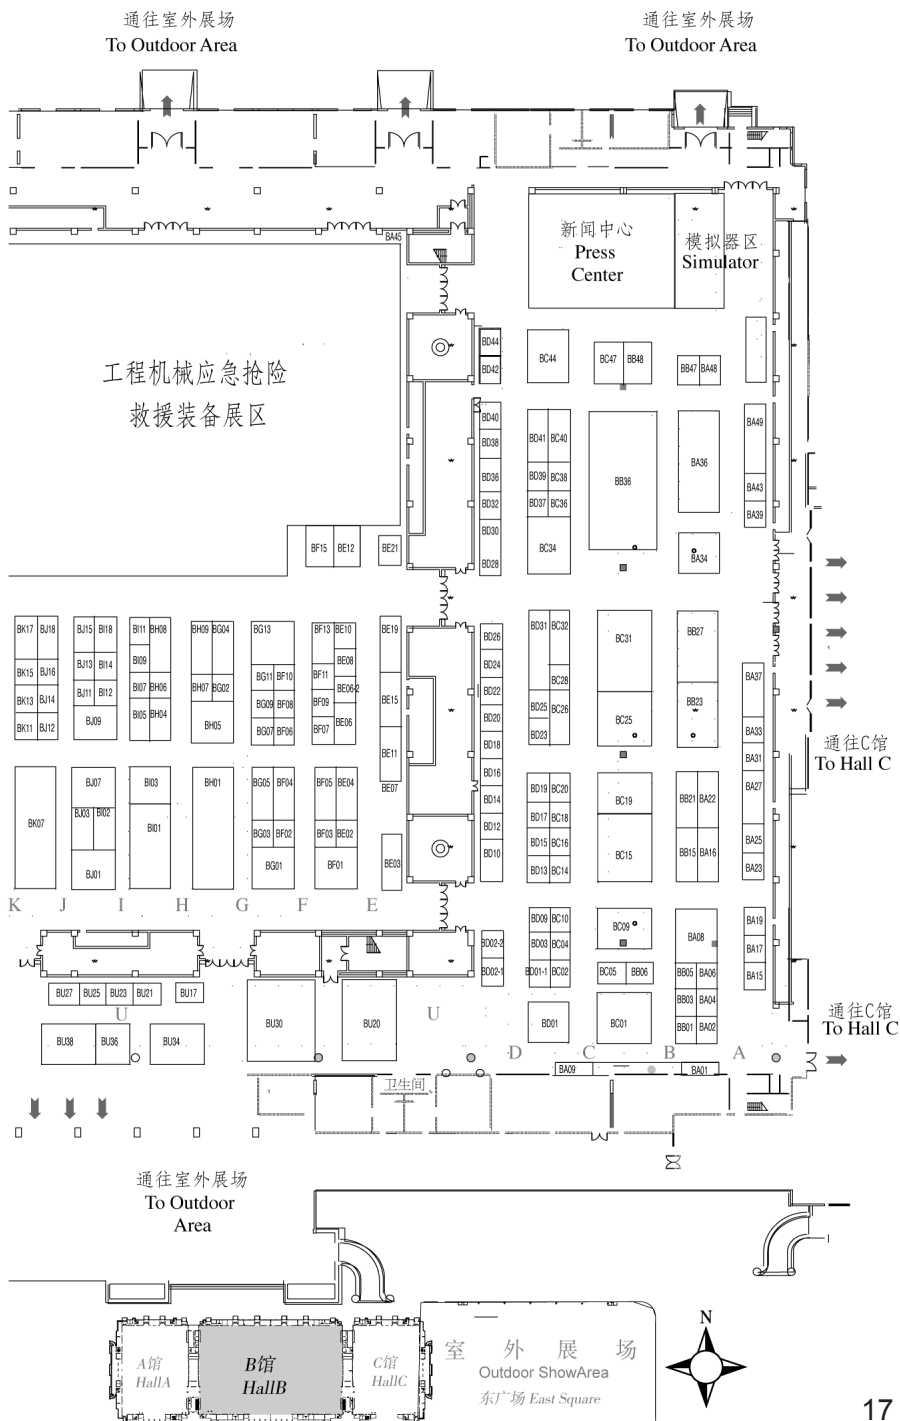 通往室外展场
To Outdoor Area
通往室外展场
To Outdoor Area
BA45
新闻中心
Press
Center
模拟器区
Simulator
工程机械应急抢险
救援装备展区
BD44
BD42
BC44
BC47 BB48
BB47 BA48
BD40
BD38
BD36
BD32
BD30
BD28
BD41 BC40
BD39 BC38
BD37 BC36
BC34
BB36
BA36
BA34
BA49
BA43
BA39
BF15 BE12
BE21
BK17 BJ18
BK15 BJ16
BK13 BJ14
BK11 BJ12
BJ15 BI18
BJ13 BI14
BJ11 BI12
BJ09
BI11 BH08
BI09
BI07 BH06
BI05 BH04
BH09 BG04
BH07 BG02
BH05
BG13
BG11 BF10
BG09 BF08
BG07 BF06
BF13 BE10
BE08
BF11
BE06-2
BF09
BF07 BE06
BE19
BE15
BE11
BE07
BD26
BD24
BD22
BD20
BD18
BD16
BD14
BD12
BD10
BD31 BC32
BC28
BD25 BC26
BD23
BC31
BC25
BB27
BB23
BA37
BA33
BA31
BA27
BA25
BA23
通往C馆
To Hall C
BK07
BJ07
BJ03 BI02
BJ01
BI03
BI01
BH01
BG05 BF04
BG03 BF02
BG01
BF05 BE04
BF03 BE02
BF01
BE03
BD19 BC20
BD17 BC18
BD15 BC16
BD13 BC14
BC19
BC15
BB21 BA22
BB15 BA16
K J I H G F E
BD02-2
BD02-1
BD09 BC10
BD03 BC04
BD01-1 BC02
BC09
BC05 BB06
BA08
BB05 BA06
BB03 BA04
BB01 BA02
BA19
BA17
BA15
BU27 BU25 BU23 BU21 BU17
U
BU38 BU36 BU34
BU30
BU20
U
BD01
BC01
通往C馆
To Hall C
D C B A
BA09
BA01
卫生间
通往室外展场
To Outdoor
Area
A馆
HallA
B馆
HallB
C馆
HallC
室外展场
Outdoor ShowArea
东广场 East Square
N
17